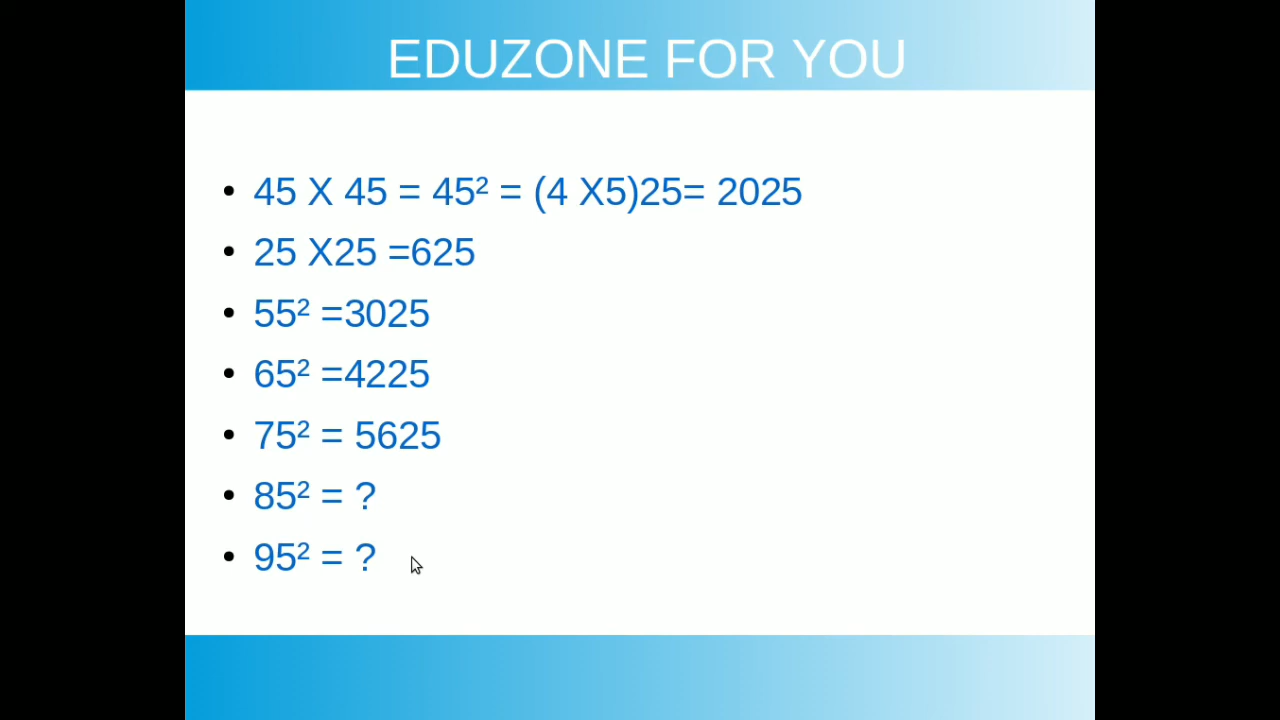 EDUZONE FOR YOU
• 45 X 45 = 45² = (4 X5)25= 2025
• 25 X25 =625
• 55² =3025
• 65² =4225
• 75² = 5625
• 85² = ?
• 95² = ?